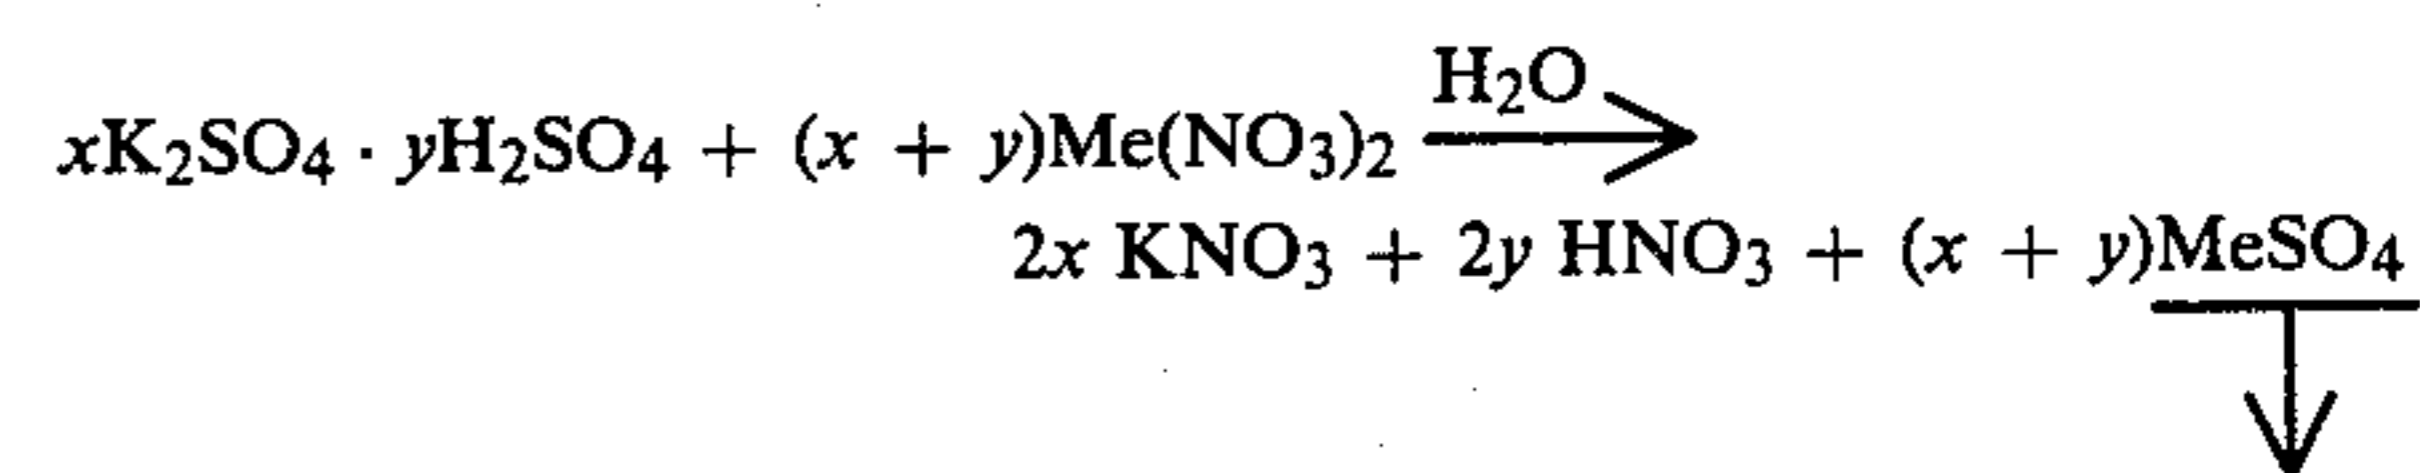 H₂O
xK₂SO₄ · yH₂SO₄ + (x + y)Me(NO₃)₂ ⟶
2x KNO₃ + 2y HNO₃ + (x + y)MeSO₄